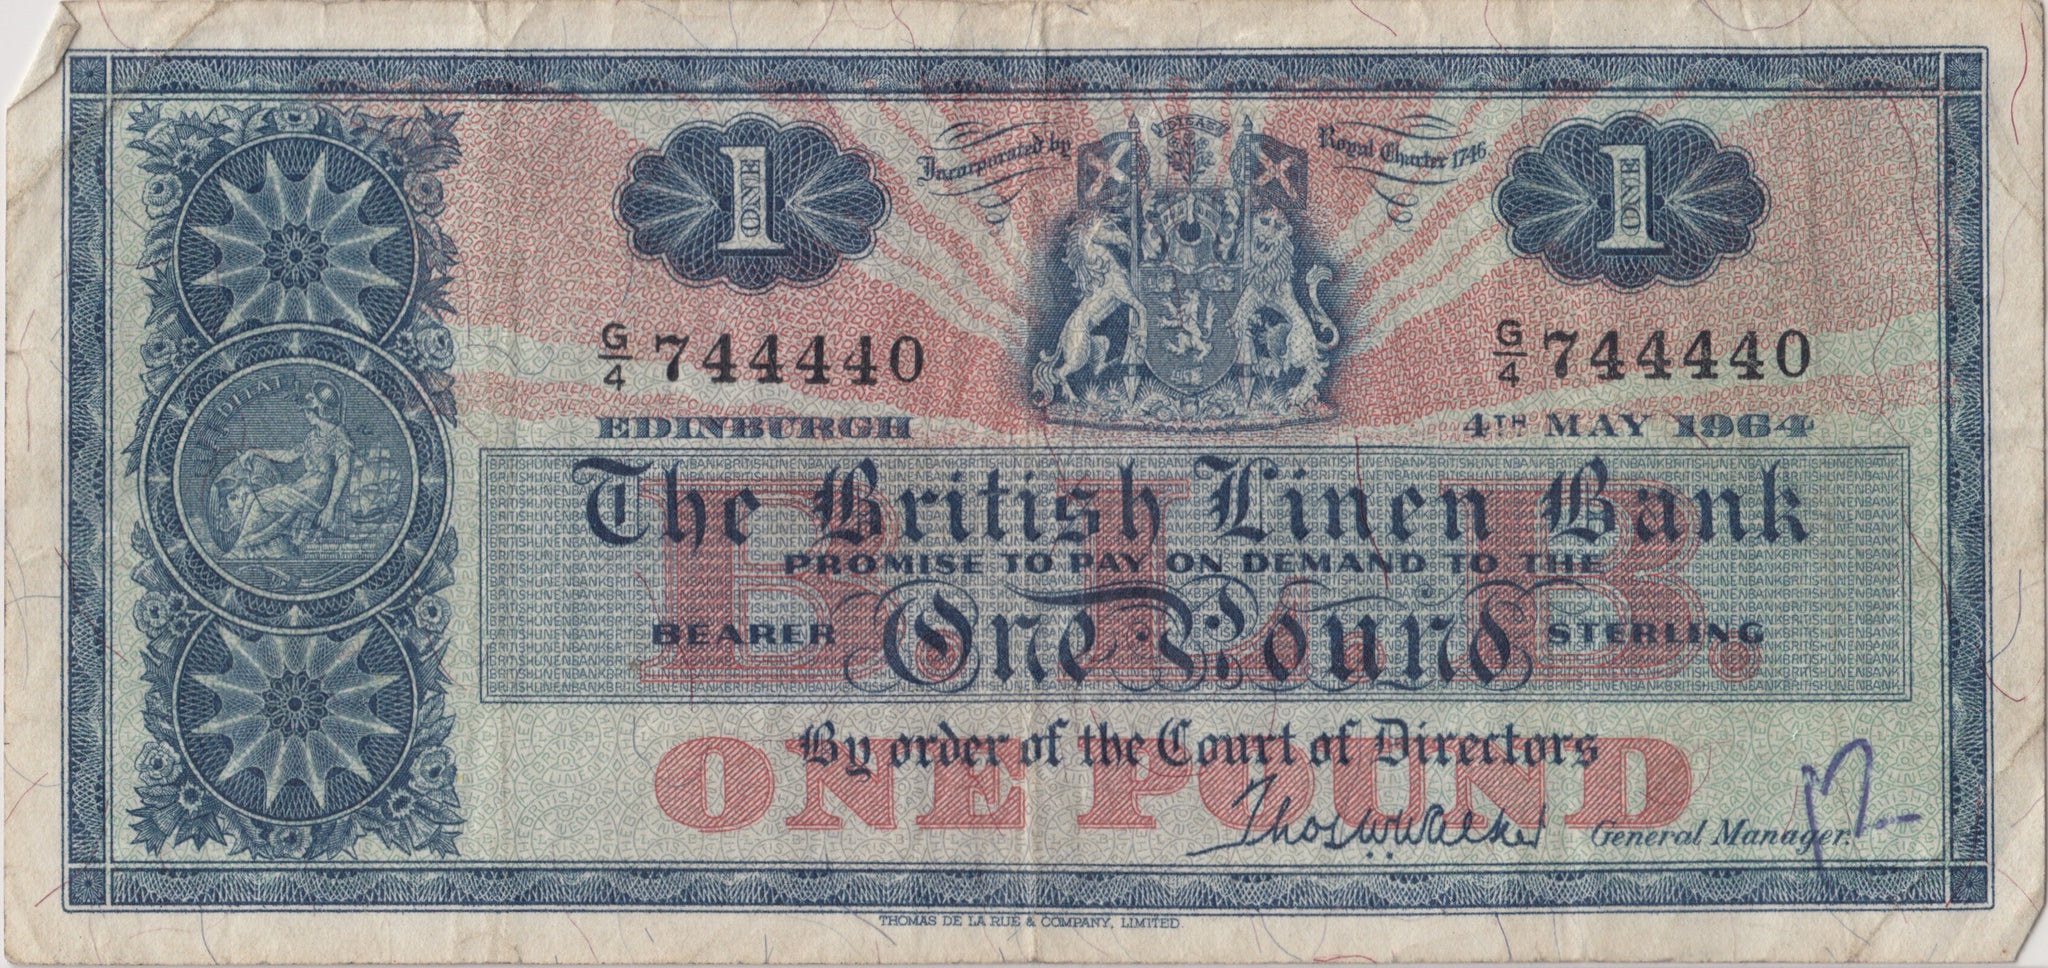 Incorporated by
Royal Charter 1746
1 ONE
1 ONE
G/4 744440
G/4 744440
EDINBURGH
4TH MAY 1964
The British Linen Bank
PROMISE TO PAY ON DEMAND TO THE
BEARER One Pound STERLING
B.L.B.
By order of the Court of Directors
ONE POUND
Thos W Walker General Manager.
THOMAS DE LA RUE & COMPANY, LIMITED.